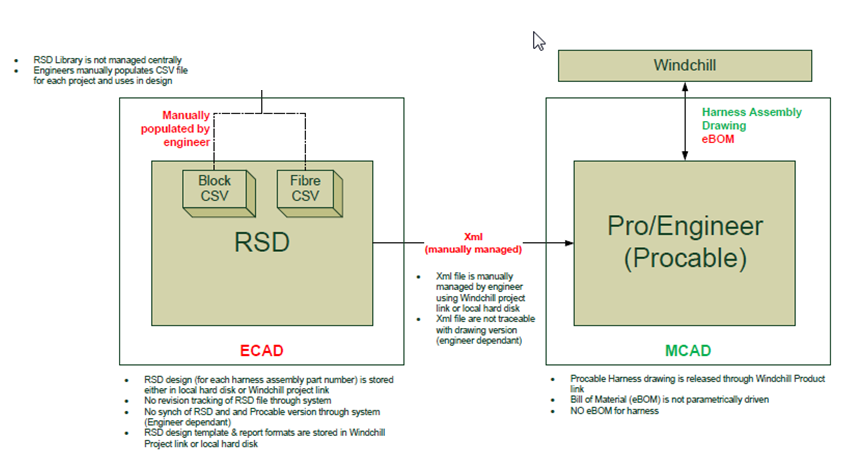 RSD Library is not managed centrally
Engineers manually populates CSV file
for each project and uses in design
Windchill
Manually
populated by
engineer
Harness Assembly
Drawing
eBOM
Block
CSV
Fibre
CSV
RSD
Xml
(manually managed)
Pro/Engineer
(Procable)
Xml file is manually
managed by engineer
using Windchill project
link or local hard disk
Xml file are not traceable
with drawing version
(engineer dependant)
ECAD
MCAD
RSD design (for each harness assembly part number) is stored
either in local hard disk or Windchill project link
No revision tracking of RSD file through system
No synch of RSD and and Procable version through system
(Engineer dependant)
RSD design template & report formats are stored in Windchill
Project link or local hard disk
Procable Harness drawing is released through Windchill Product
link
Bill of Material (eBOM) is not parametrically driven
NO eBOM for harness